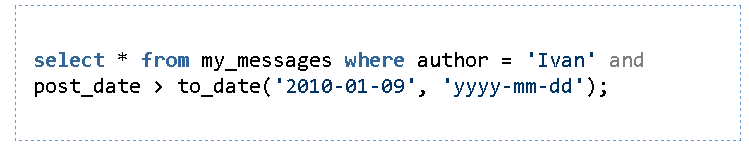 select * from my_messages where author = 'Ivan' and
post_date > to_date('2010-01-09', 'yyyy-mm-dd');